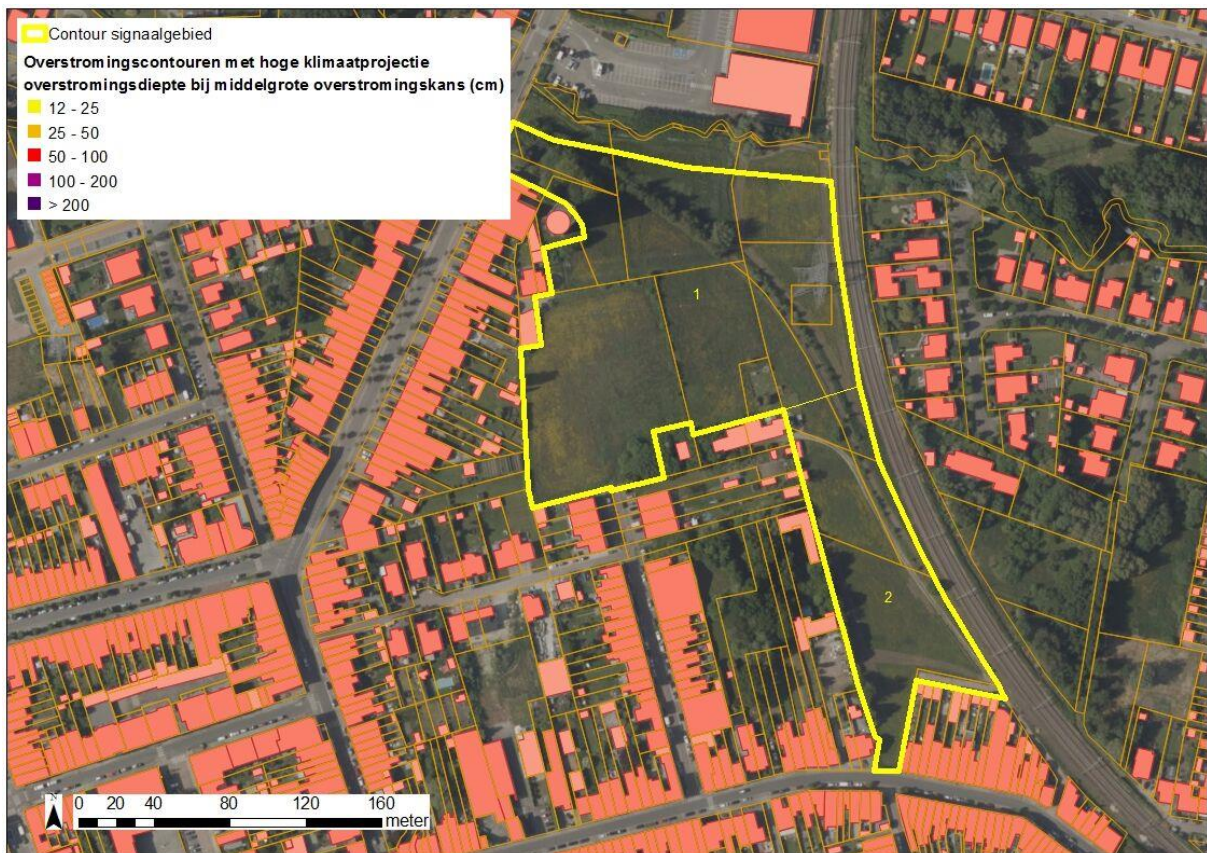 Contour signaalgebied
Overstromingscontouren met hoge klimaatprojectie
overstromingsdiepte bij middelgrote overstromingskans (cm)
12 - 25
25 - 50
50 - 100
100 - 200
> 200
1
2
N
0 20 40 80 120 160
meter